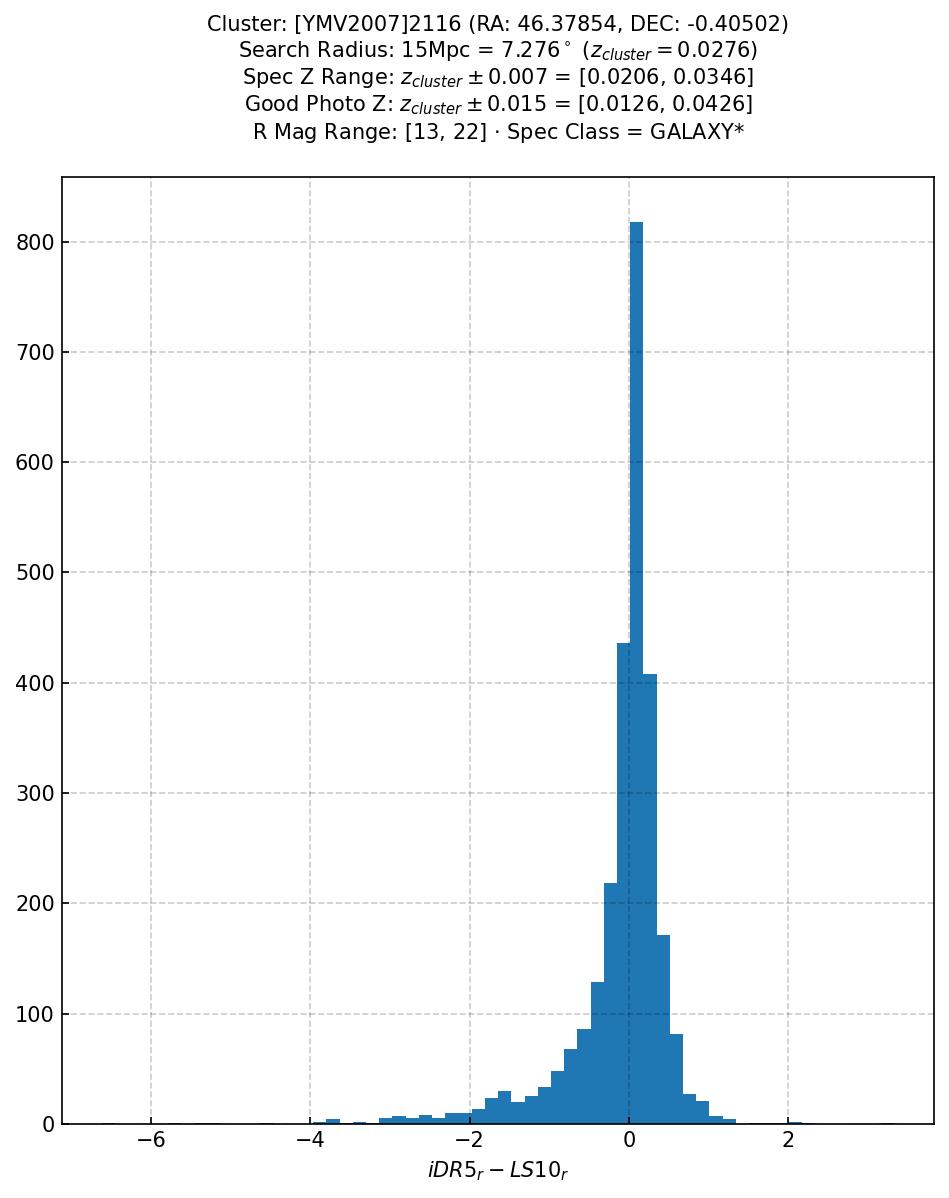 Cluster: [YMV2007]2116 (RA: 46.37854, DEC: -0.40502)
Search Radius: 15Mpc = 7.276° (z_cluster = 0.0276)
Spec Z Range: z_cluster ± 0.007 = [0.0206, 0.0346]
Good Photo Z: z_cluster ± 0.015 = [0.0126, 0.0426]
R Mag Range: [13, 22] · Spec Class = GALAXY*
800
700
600
500
400
300
200
100
0
−6 −4 −2 0 2
iDR5_r − LS10_r